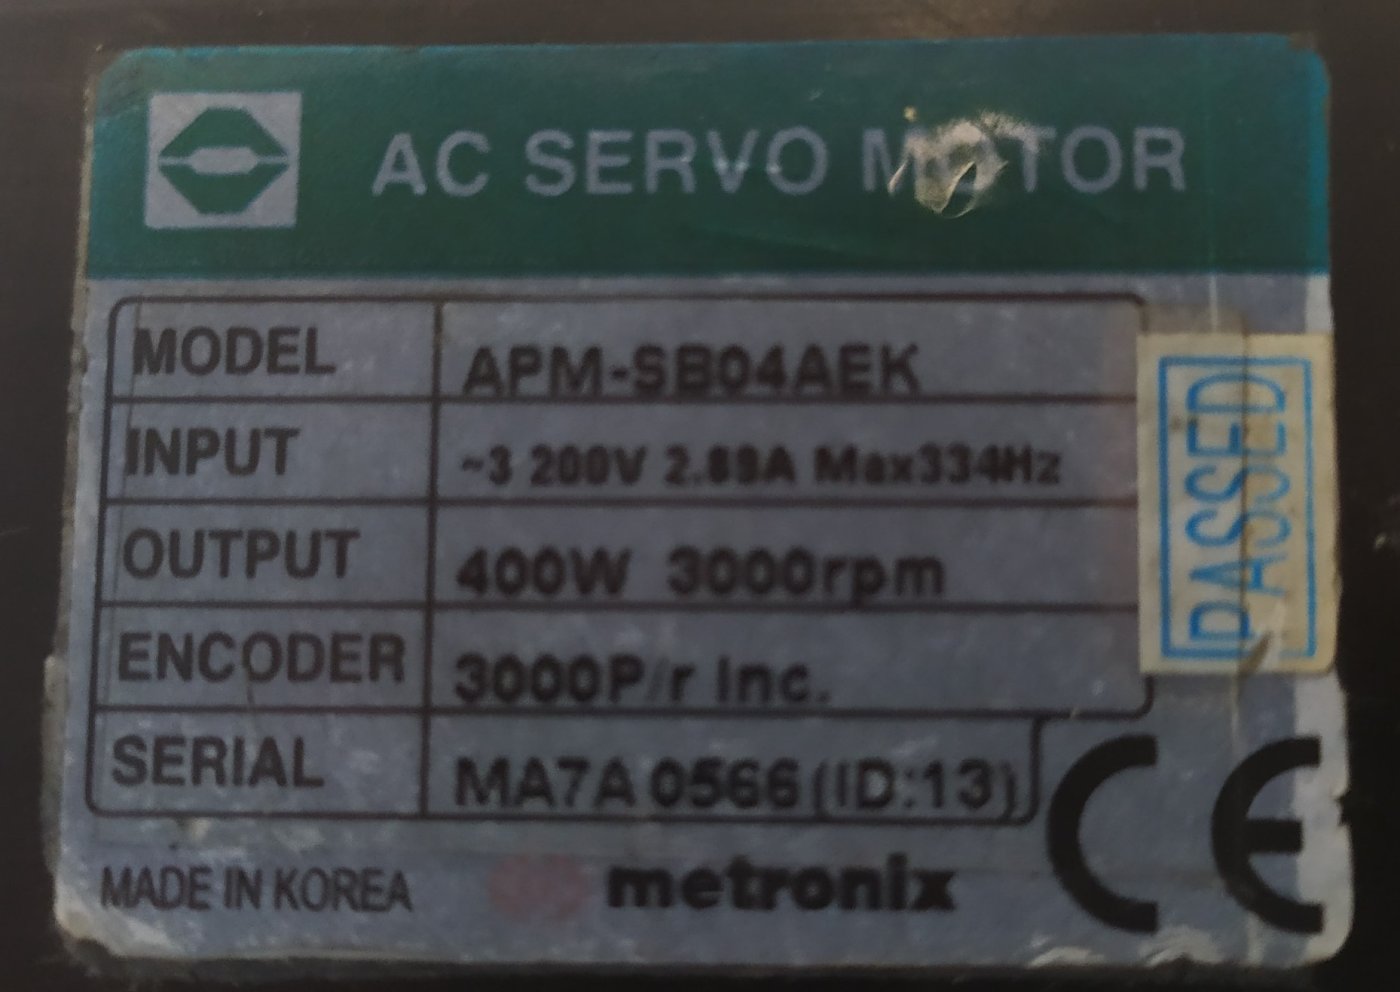 AC SERVO MOTOR
MODEL APM-SB04AEK
INPUT ~3 200V 2.89A Max334Hz
OUTPUT 400W 3000rpm
ENCODER 3000P/r Inc.
SERIAL MA7A 0566 (ID:13)
PASSED
MADE IN KOREA metronix
CE